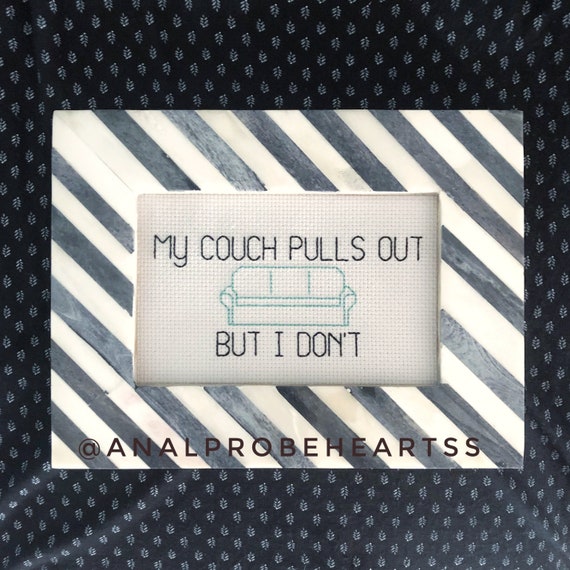 My COUCH PULLS OUT
BUT I DON'T
@ANALPROBEHEARTSS